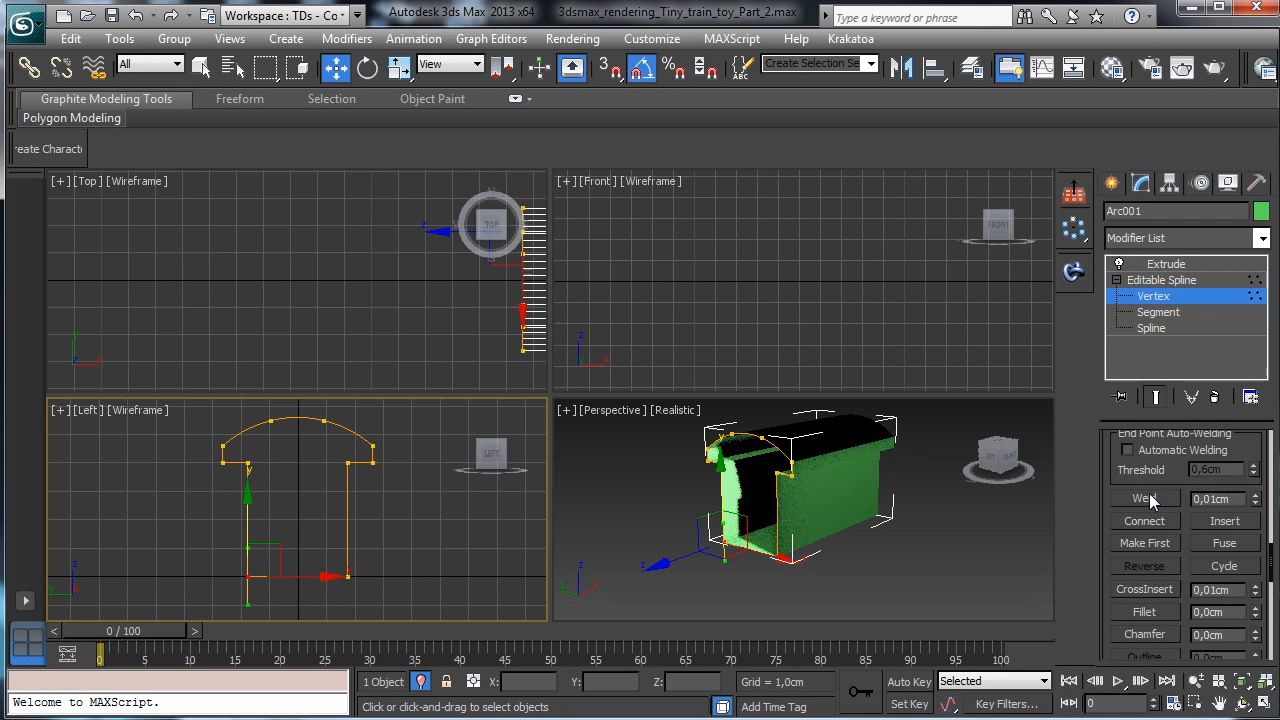 Workspace: TDs - Co
Autodesk 3ds Max 2013 x64
3dsmax_rendering_Tiny_train_toy_Part_2.max
Type a keyword or phrase
Edit
Tools
Group
Views
Create
Modifiers
Animation
Graph Editors
Rendering
Customize
MAXScript
Help
Krakatoa
All
View
3
Create Selection Se
Graphite Modeling Tools
Freeform
Selection
Object Paint
Polygon Modeling
reate Charact
[+][Top][Wireframe]
TOP
z
y
z
x
[+][Front][Wireframe]
FRONT
z
y
x
Arc001
Modifier List
Extrude
Editable Spline
Vertex
Segment
Spline
[+][Left][Wireframe]
LEFT
y
z
y
[+][Perspective][Realistic]
y
z
z
y
x
End Point Auto-Welding
Automatic Welding
Threshold
0,6cm
0,01cm
Connect
Insert
Make First
Fuse
Reverse
Cycle
CrossInsert
0,01cm
Fillet
0,0cm
Chamfer
0,0cm
Outline
0,0cm
0 / 100
0
5
10
15
20
25
30
35
40
45
50
55
60
65
70
75
80
85
90
95
100
1 Object
X:
Y:
Z:
Grid = 1,0cm
Auto Key
Selected
Welcome to MAXScript.
Click or click-and-drag to select objects
Add Time Tag
Set Key
Key Filters...
0